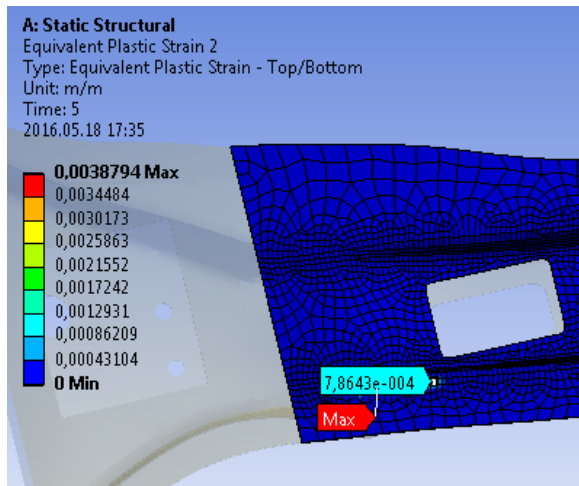 A: Static Structural
Equivalent Plastic Strain 2
Type: Equivalent Plastic Strain - Top/Bottom
Unit: m/m
Time: 5
2016.05.18 17:35
0,0038794 Max
0,0034484
0,0030173
0,0025863
0,0021552
0,0017242
0,0012931
0,00086209
0,00043104
0 Min
7,8643e-004
Max